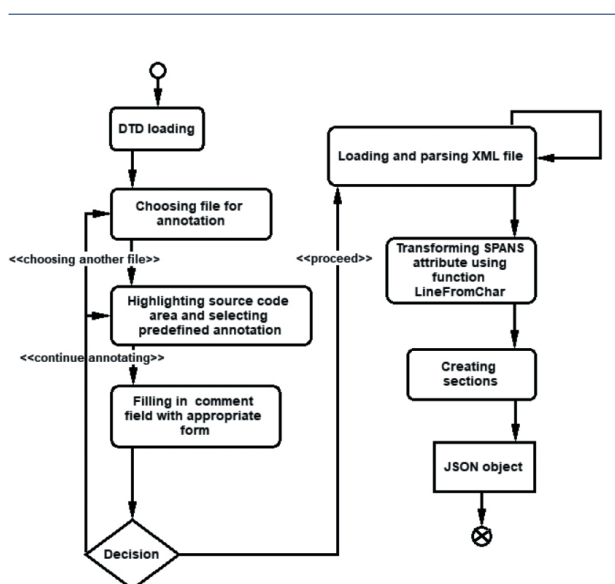 DTD loading
Choosing file for
annotation
<<choosing another file>>
Highlighting source code
area and selecting
predefined annotation
<<continue annotating>>
Filling in comment
field with appropriate
form
Decision
<<proceed>>
Loading and parsing XML file
Transforming SPANS
attribute using
function
LineFromChar
Creating
sections
JSON object